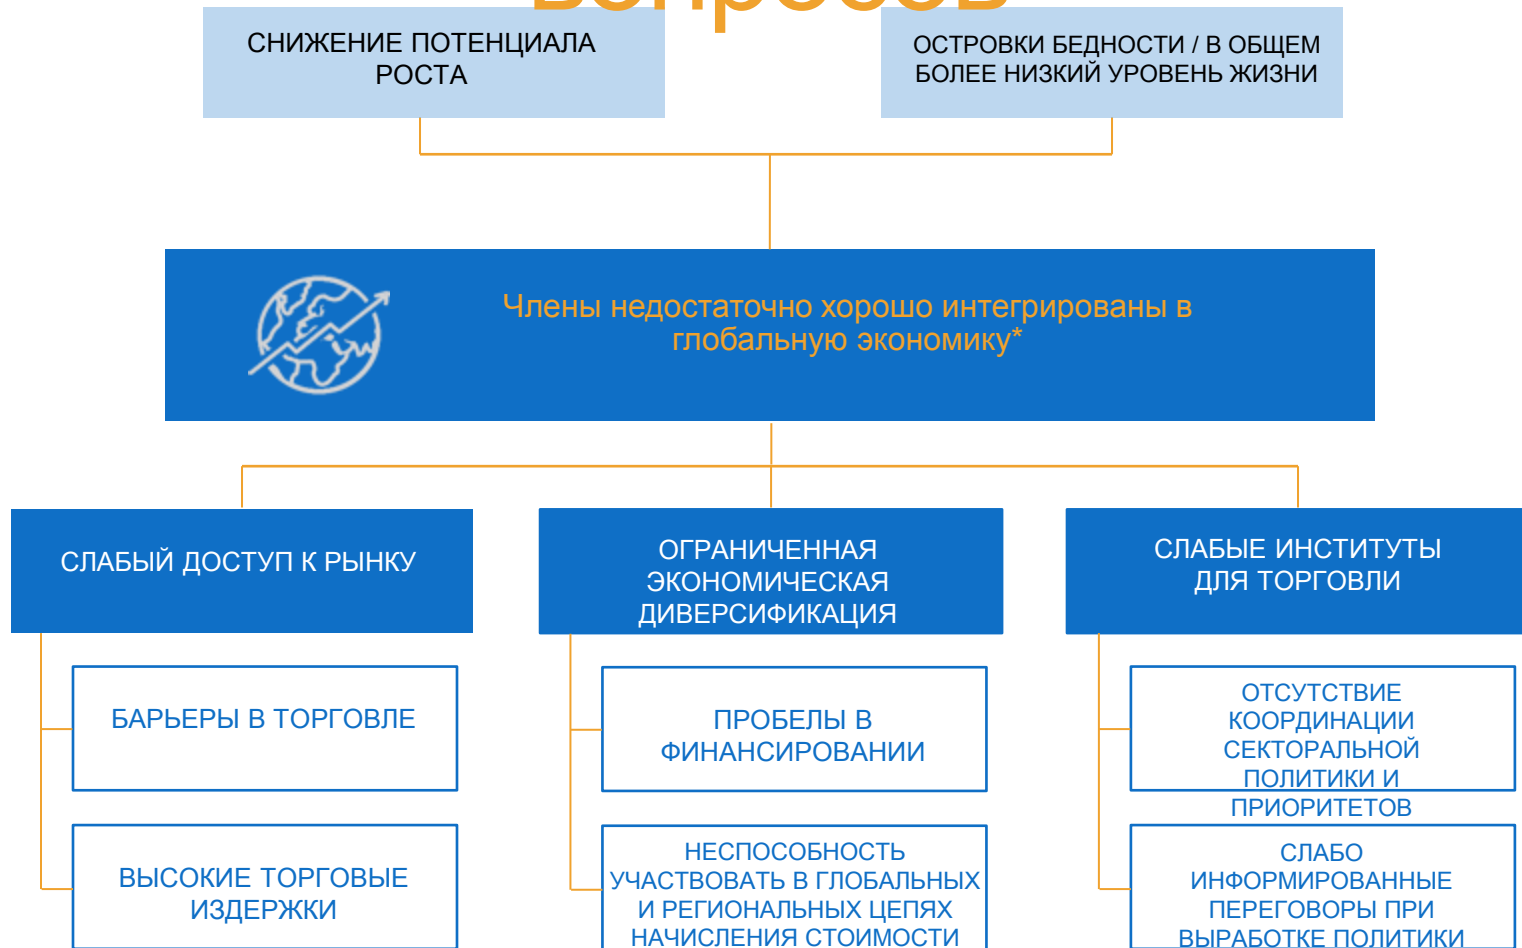 вопросов
СНИЖЕНИЕ ПОТЕНЦИАЛА
РОСТА
ОСТРОВКИ БЕДНОСТИ / В ОБЩЕМ
БОЛЕЕ НИЗКИЙ УРОВЕНЬ ЖИЗНИ
Члены недостаточно хорошо интегрированы в
глобальную экономику*
СЛАБЫЙ ДОСТУП К РЫНКУ
ОГРАНИЧЕННАЯ
ЭКОНОМИЧЕСКАЯ
ДИВЕРСИФИКАЦИЯ
СЛАБЫЕ ИНСТИТУТЫ
ДЛЯ ТОРГОВЛИ
БАРЬЕРЫ В ТОРГОВЛЕ
ПРОБЕЛЫ В
ФИНАНСИРОВАНИИ
ОТСУТСТВИЕ
КООРДИНАЦИИ
СЕКТОРАЛЬНОЙ
ПОЛИТИКИ И
ПРИОРИТЕТОВ
ВЫСОКИЕ ТОРГОВЫЕ
ИЗДЕРЖКИ
НЕСПОСОБНОСТЬ
УЧАСТВОВАТЬ В ГЛОБАЛЬНЫХ
И РЕГИОНАЛЬНЫХ ЦЕПЯХ
НАЧИСЛЕНИЯ СТОИМОСТИ
СЛАБО
ИНФОРМИРОВАННЫЕ
ПЕРЕГОВОРЫ ПРИ
ВЫРАБОТКЕ ПОЛИТИКИ